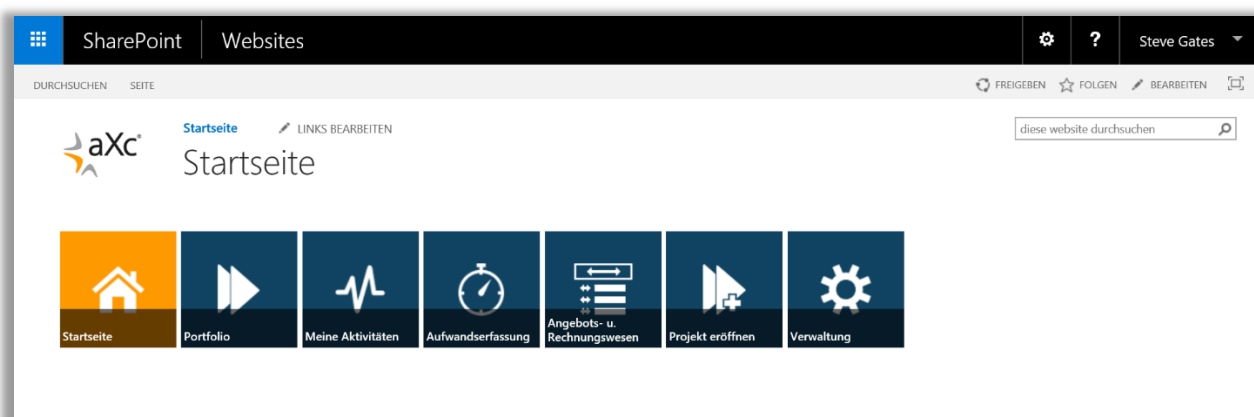 SharePoint Websites ? Steve Gates
DURCHSUCHEN SEITE FREIGEBEN FOLGEN BEARBEITEN
aXc
Startseite LINKS BEARBEITEN diese website durchsuchen
Startseite
Startseite
Portfolio
Meine Aktivitäten
Aufwandserfassung
Angebots- u.
Rechnungswesen
Projekt eröffnen
Verwaltung